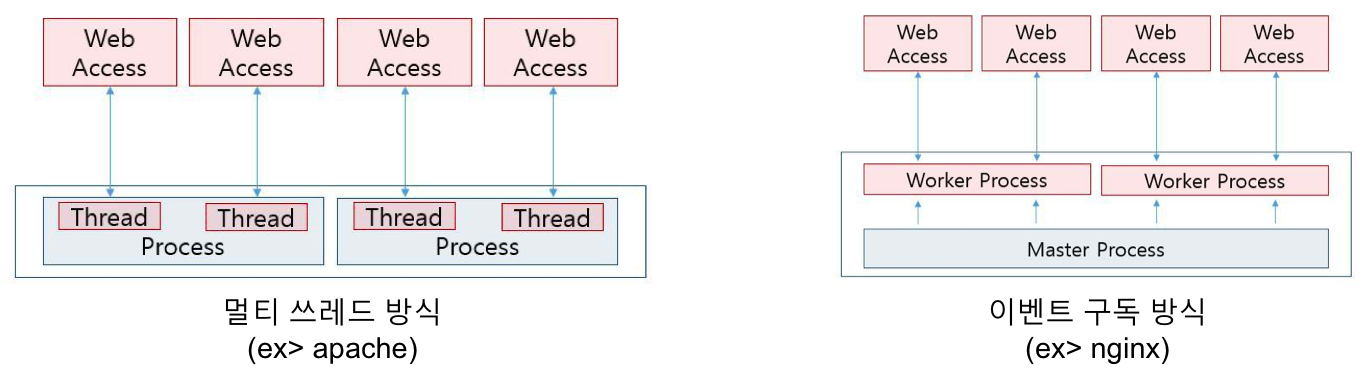 Web
Access
Web
Access
Web
Access
Web
Access
Thread
Thread
Process
Thread
Thread
Process
멀티 쓰레드 방식
(ex> apache)
Web
Access
Web
Access
Web
Access
Web
Access
Worker Process
Worker Process
Master Process
이벤트 구독 방식
(ex> nginx)